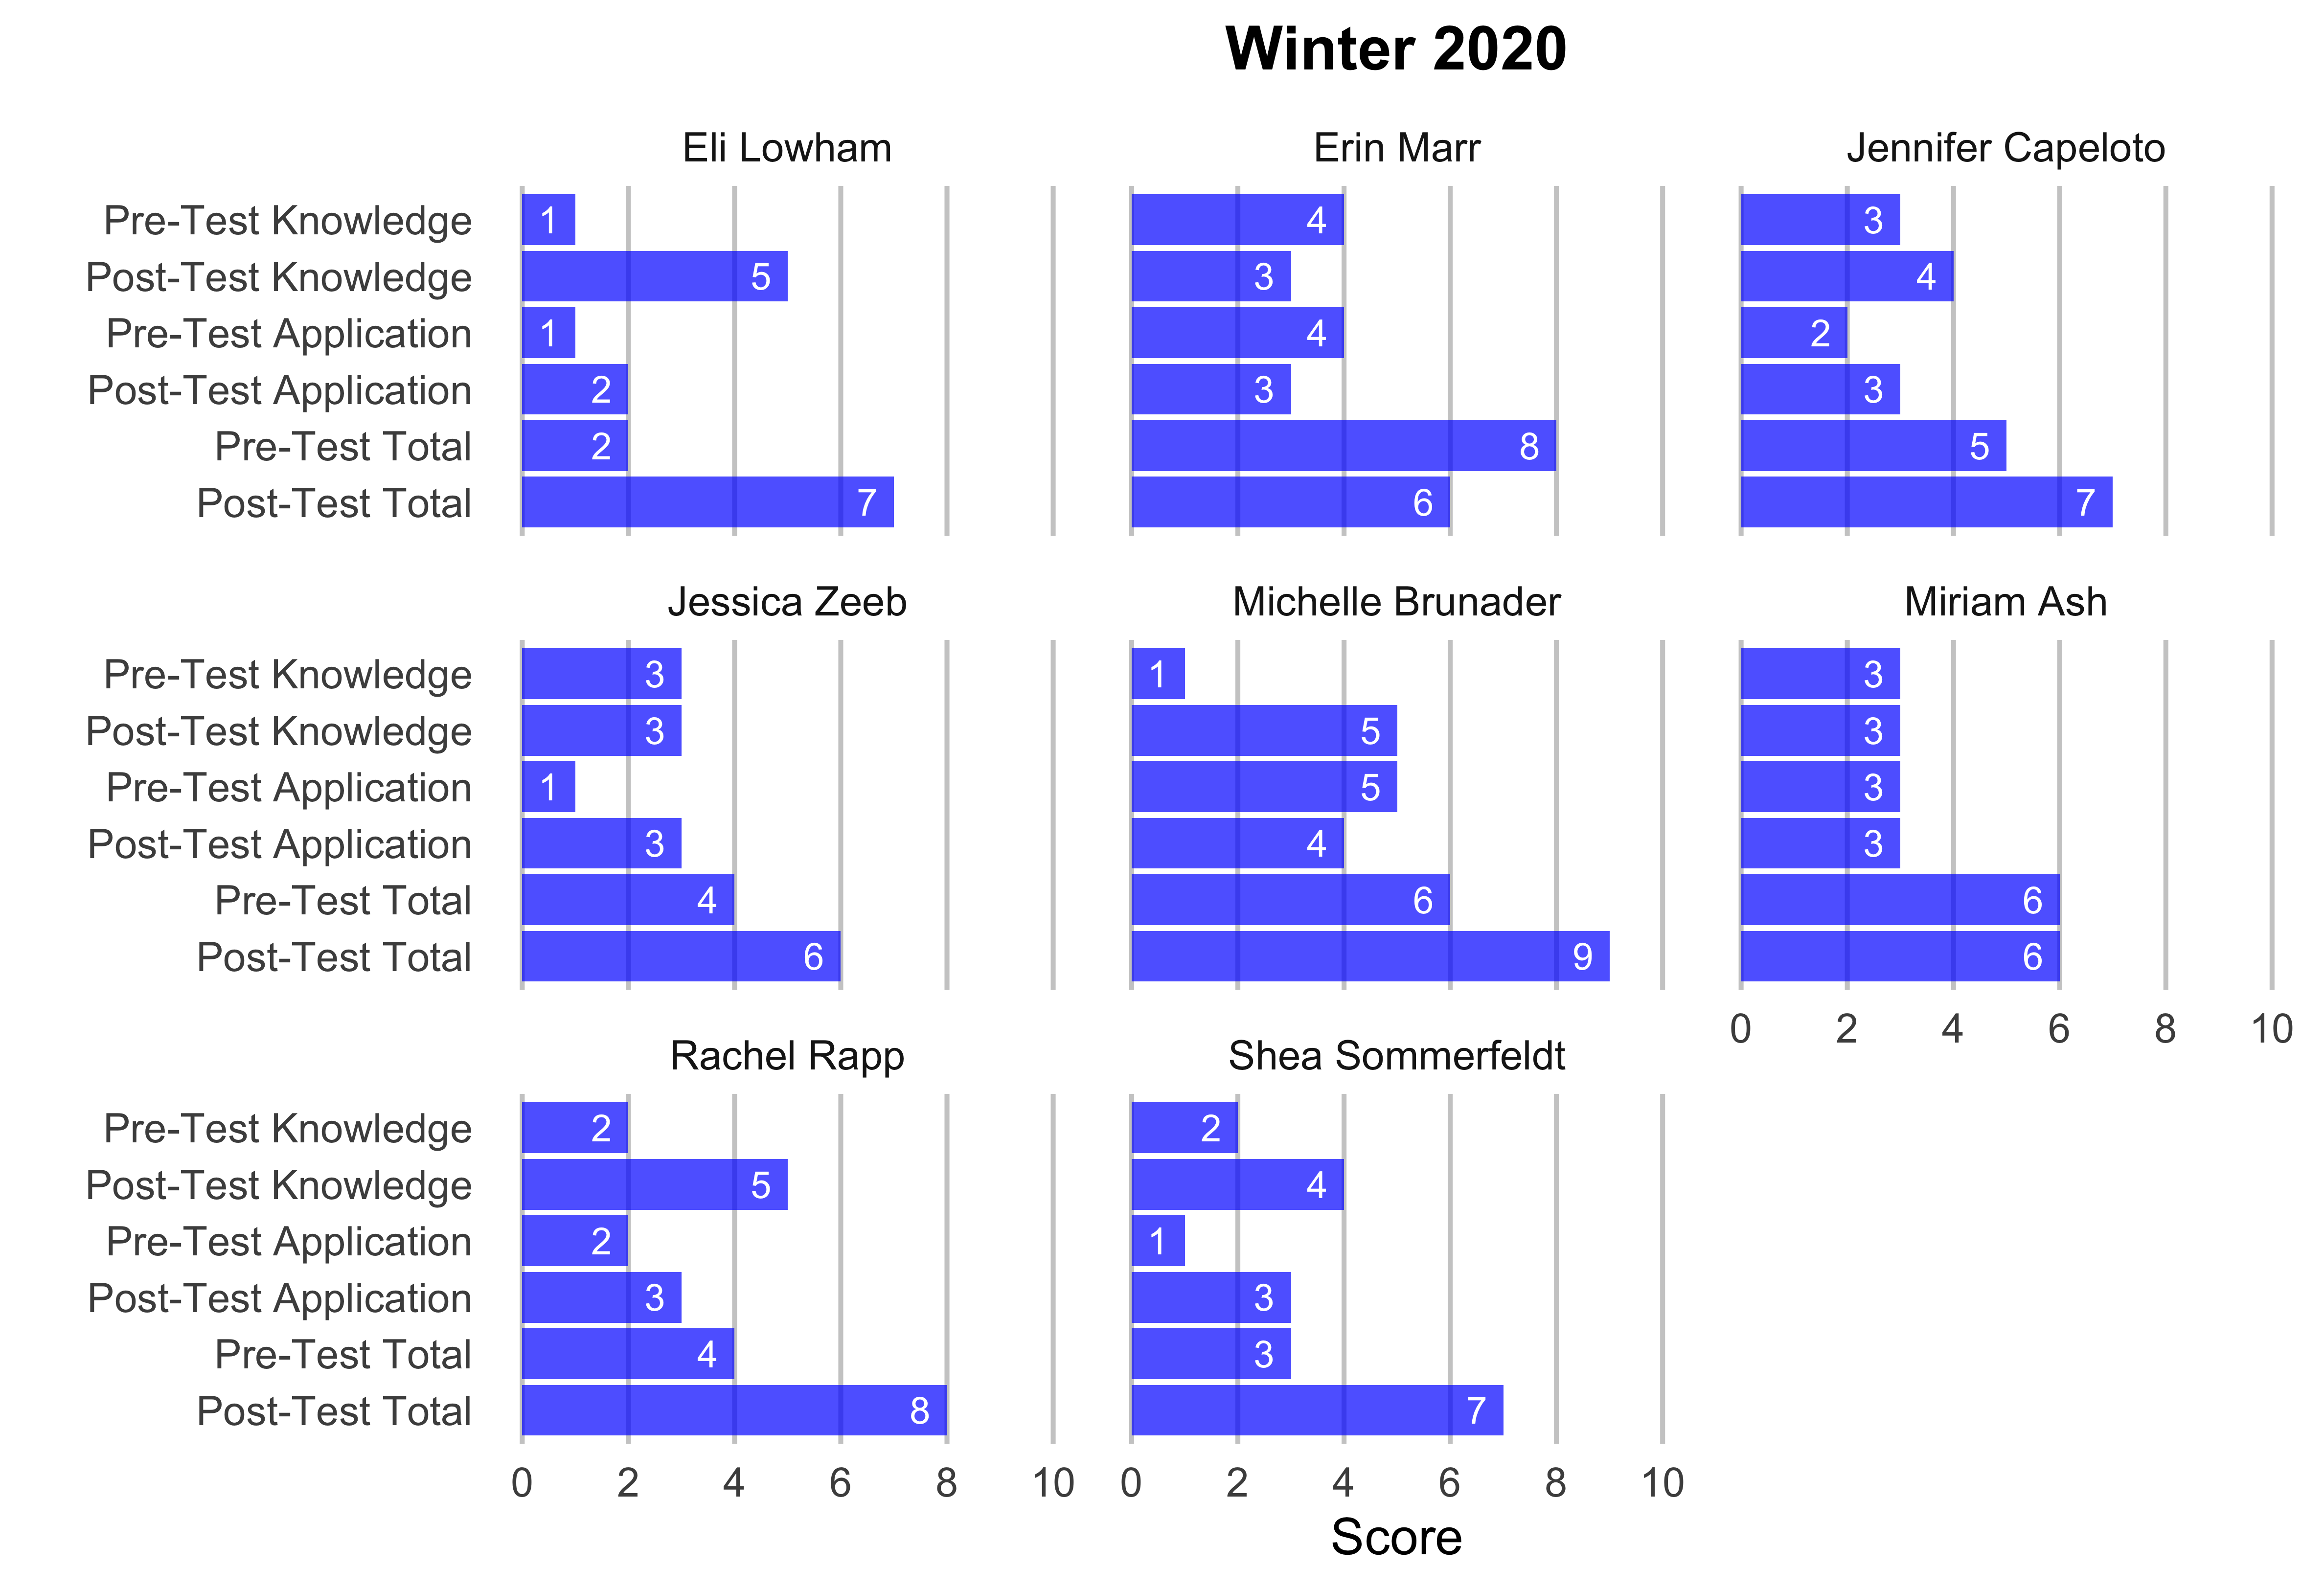 Winter 2020
Eli Lowham Erin Marr Jennifer Capeloto
Pre-Test Knowledge 1 4 3
Post-Test Knowledge 5 3 4
Pre-Test Application 1 4 2
Post-Test Application 2 3 3
Pre-Test Total 2 8 5
Post-Test Total 7 6 7
Jessica Zeeb Michelle Brunader Miriam Ash
Pre-Test Knowledge 3 1 3
Post-Test Knowledge 3 5 3
Pre-Test Application 1 5 3
Post-Test Application 3 4 3
Pre-Test Total 4 6 6
Post-Test Total 6 9 6
0 2 4 6 8 10
Rachel Rapp Shea Sommerfeldt
Pre-Test Knowledge 2 2
Post-Test Knowledge 5 4
Pre-Test Application 2 1
Post-Test Application 3 3
Pre-Test Total 4 3
Post-Test Total 8 7
0 2 4 6 8 10 0 2 4 6 8 10
Score